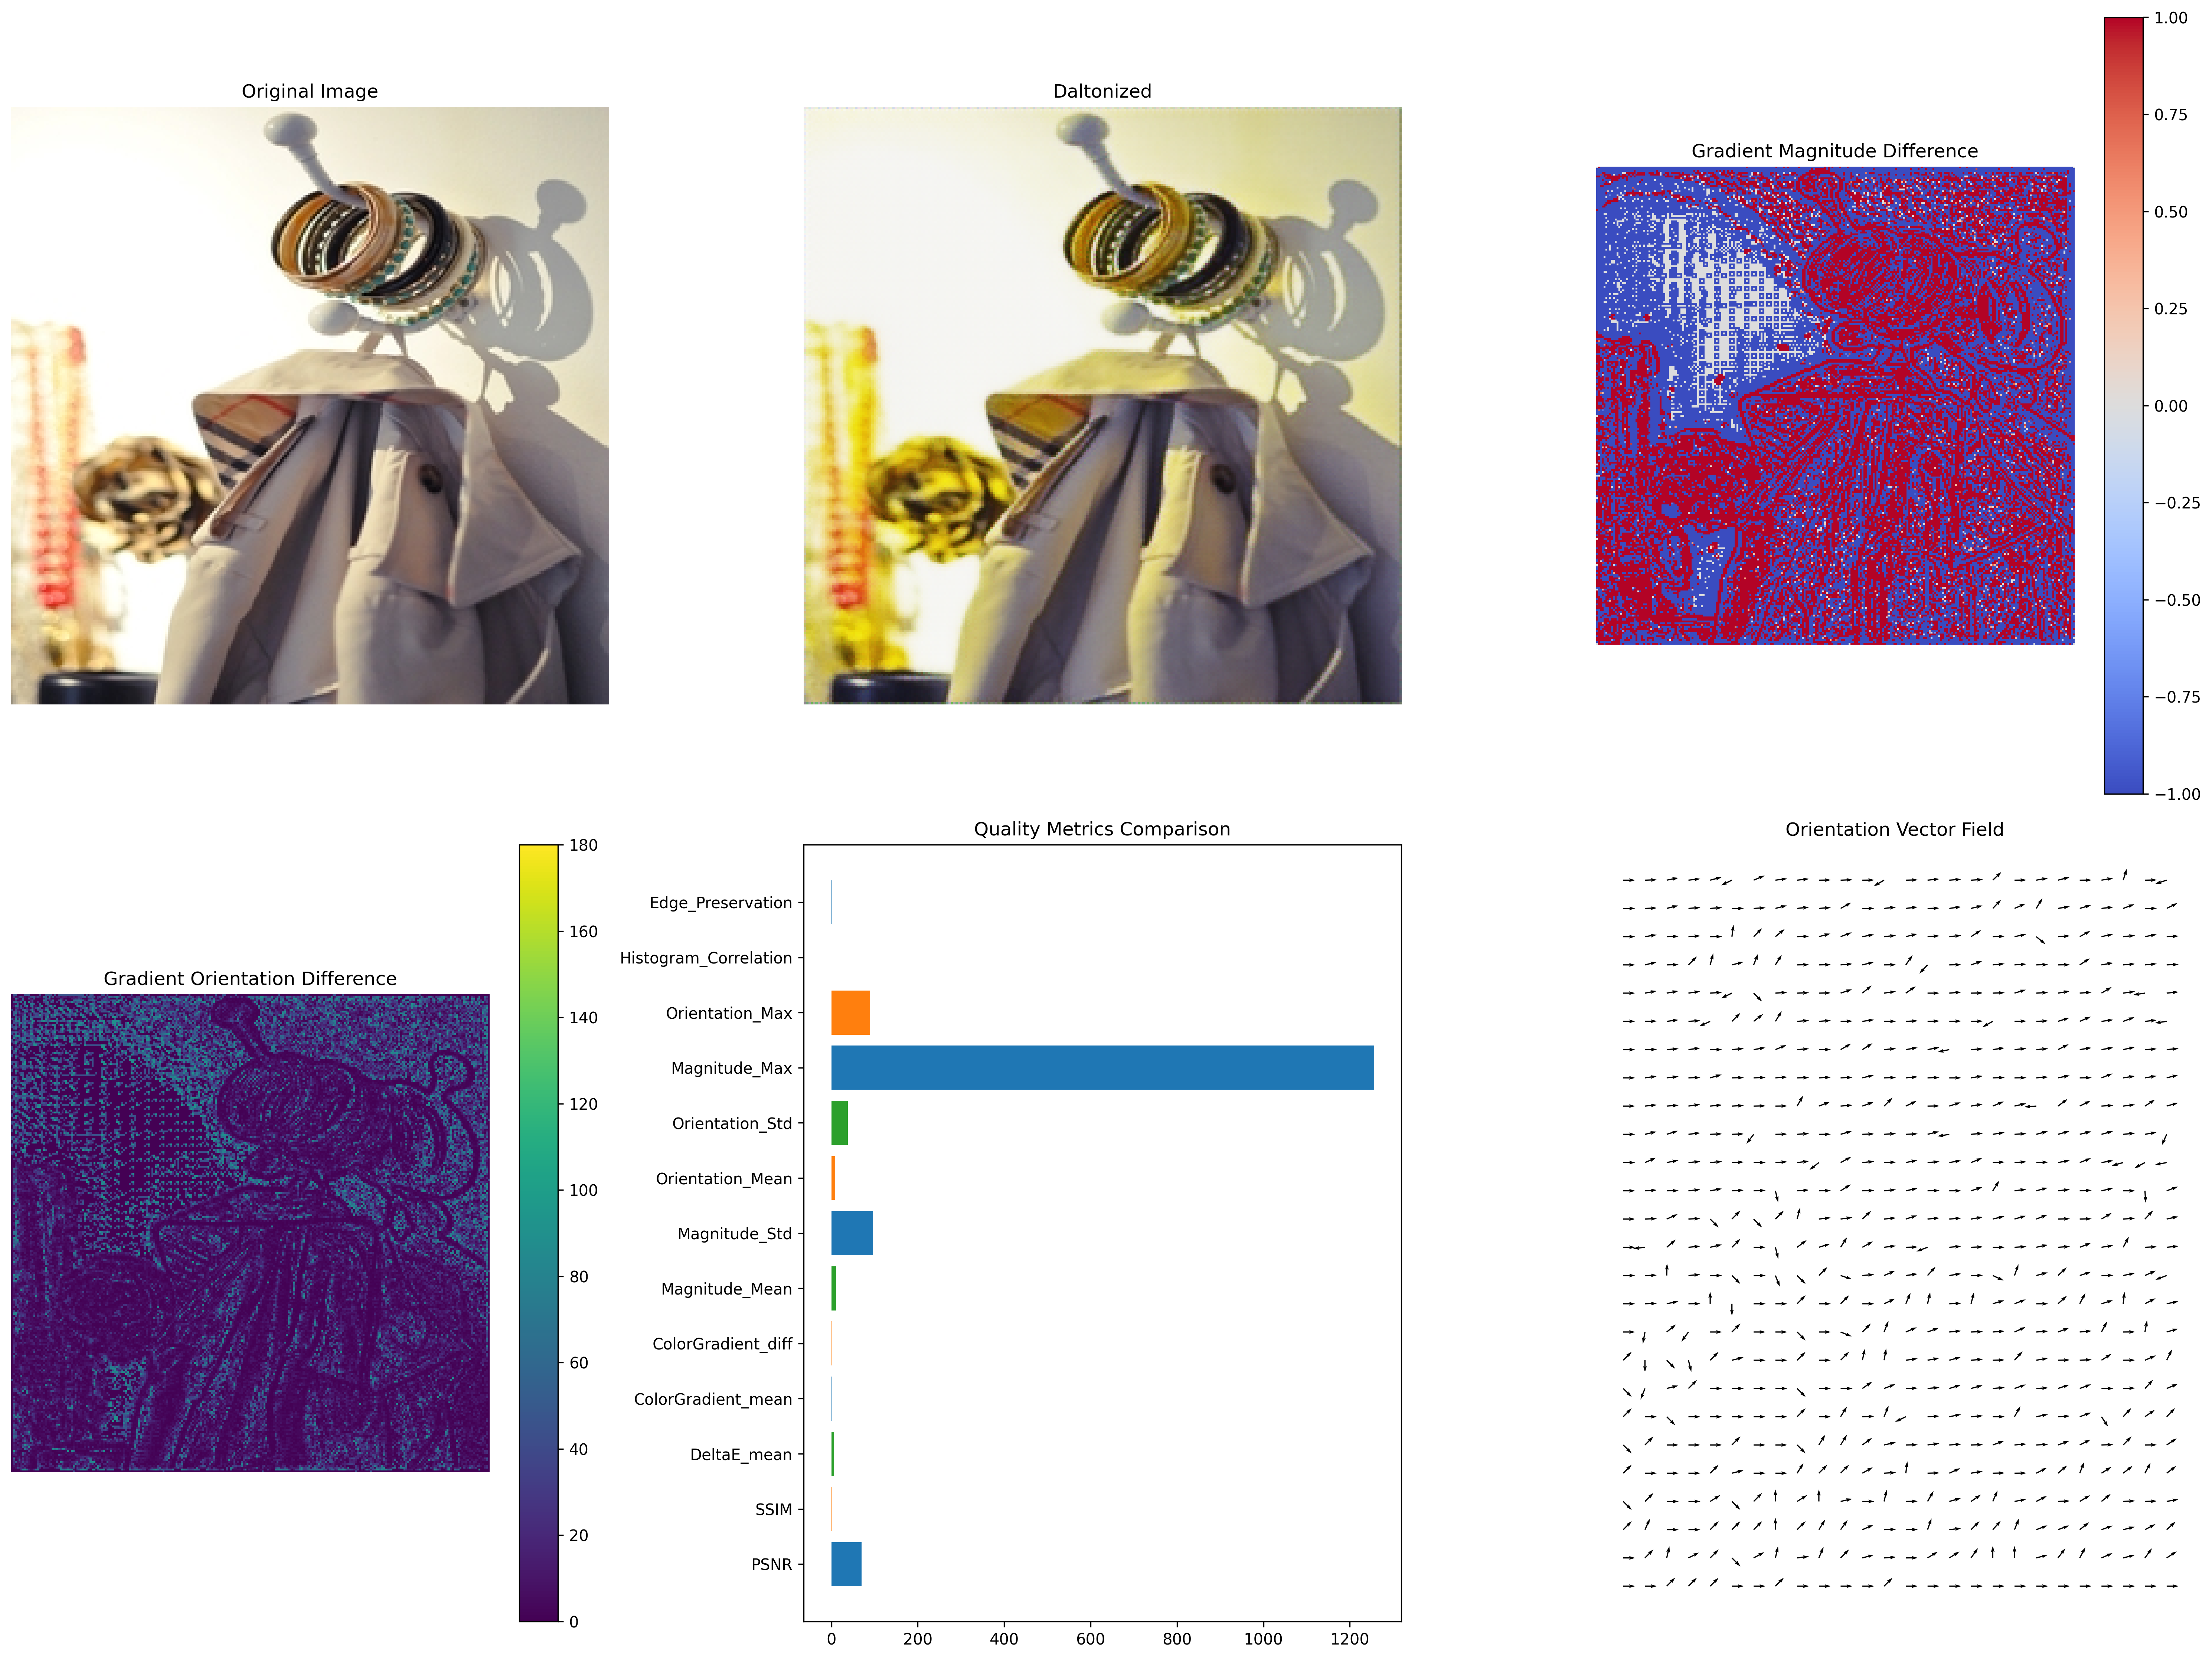 Original Image
Daltonized
Gradient Magnitude Difference
1.00
0.75
0.50
0.25
0.00
−0.25
−0.50
−0.75
−1.00
Gradient Orientation Difference
180
160
140
120
100
80
60
40
20
0
Quality Metrics Comparison
Edge_Preservation
Histogram_Correlation
Orientation_Max
Magnitude_Max
Orientation_Std
Orientation_Mean
Magnitude_Std
Magnitude_Mean
ColorGradient_diff
ColorGradient_mean
DeltaE_mean
SSIM
PSNR
0 200 400 600 800 1000 1200
Orientation Vector Field